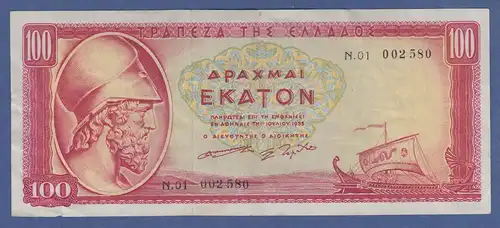 100 ΤΡΑΠΕΖΑ ΤΗΣ ΕΛΛΑΔΟΣ 100
N.01 002580
ΔΡΑΧΜΑΙ
ΕΚΑΤΟΝ
ΠΛΗΡΩΤΕΑΙ ΕΠΙ ΤΗ ΕΜΦΑΝΙΣΕΙ
ΕΝ ΑΘΗΝΑΙΣ ΤΗ 1 ΙΟΥΛΙΟΥ 1955
Ο ΔΙΕΥΘΥΝΤΗΣ Ο ΔΙΟΙΚΗΤΗΣ
100 N.01 002580